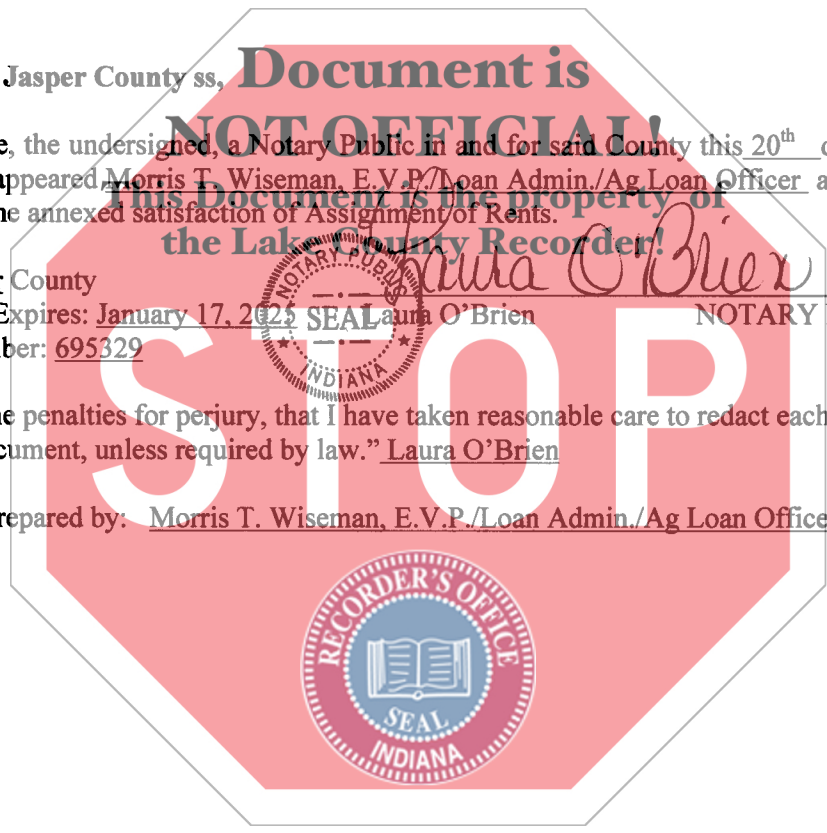 Jasper County ss,
Document is
NOT OFFICIAL!
e, the undersigned, a Notary Public in and for said County this 20th
appeared Morris T. Wiseman, E.V.P./Loan Admin./Ag Loan Officer a
This Document is the property of
ne annexed satisfaction of Assignment of Rents.
the Lake County Recorder!
Laura O'Brien
r County
Expires: January 17, 2025 Laura O'Brien NOTARY
NOTARY PUBLIC
SEAL
INDIANA
ber: 695329
STOP
he penalties for perjury, that I have taken reasonable care to redact each
cument, unless required by law.” Laura O'Brien
repared by: Morris T. Wiseman, E.V.P./Loan Admin./Ag Loan Office
RECORDER'S OFFICE
SEAL
INDIANA